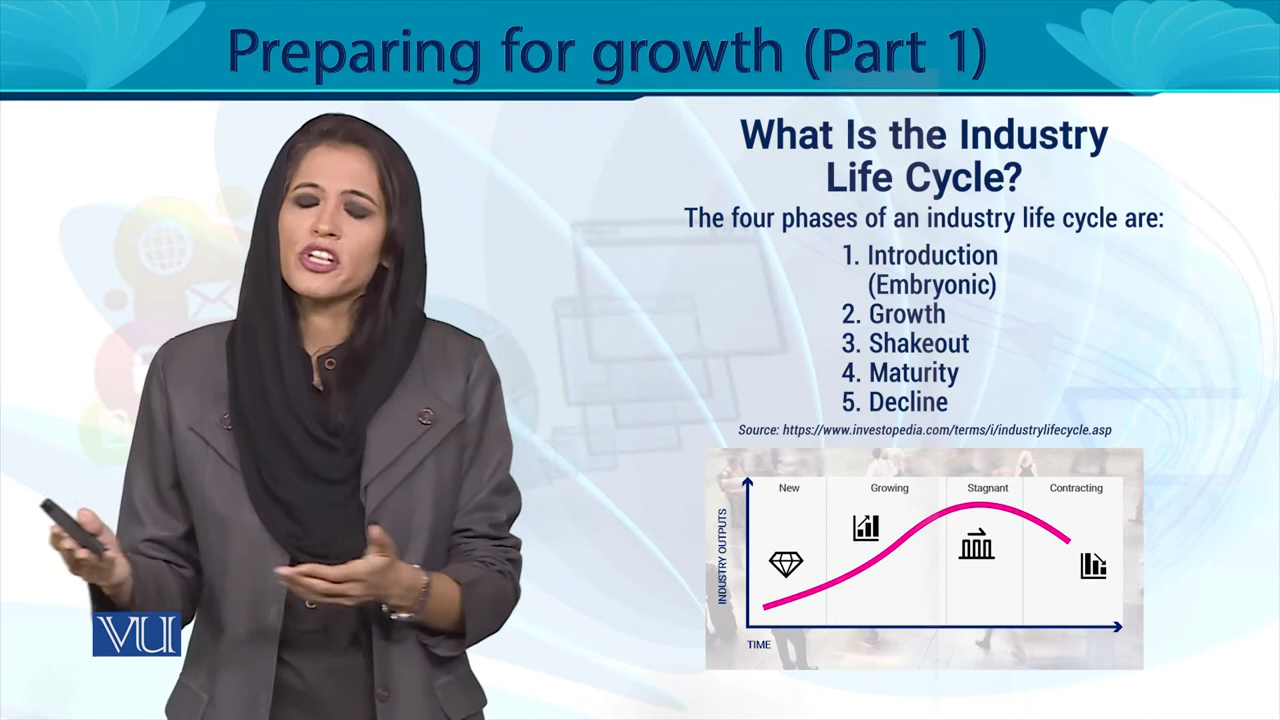 Preparing for growth (Part 1)
What Is the Industry
Life Cycle?
The four phases of an industry life cycle are:
1. Introduction
(Embryonic)
2. Growth
3. Shakeout
4. Maturity
5. Decline
Source: https://www.investopedia.com/terms/i/industrylifecycle.asp
New
Growing
Stagnant
Contracting
INDUSTRY OUTPUTS
TIME
VU